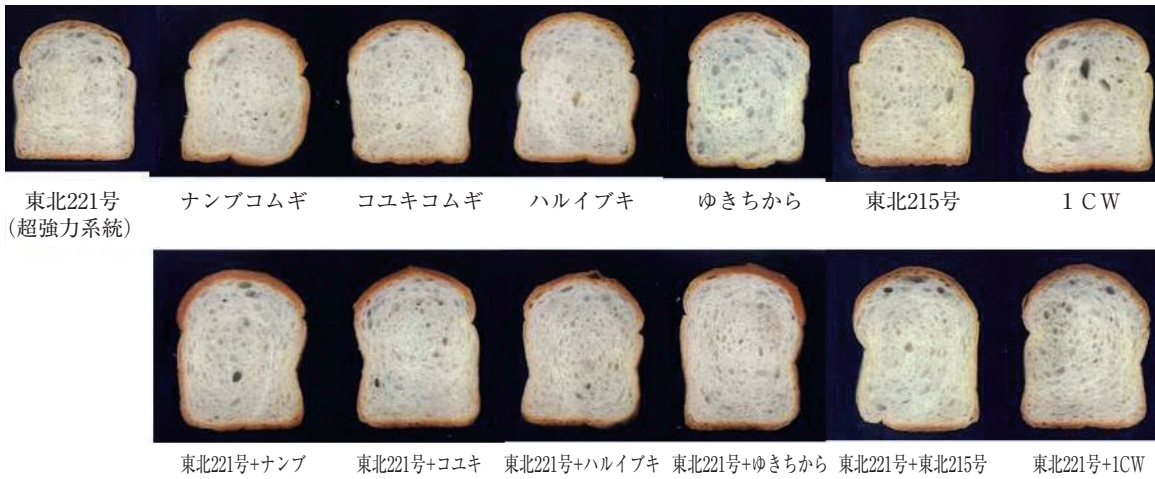 東北221号
(超強力系統)
ナンブコムギ
コユキコムギ
ハルイブキ
ゆきちから
東北215号
1CW
東北221号+ナンブ
東北221号+コユキ
東北221号+ハルイブキ
東北221号+ゆきちから
東北221号+東北215号
東北221号+1CW